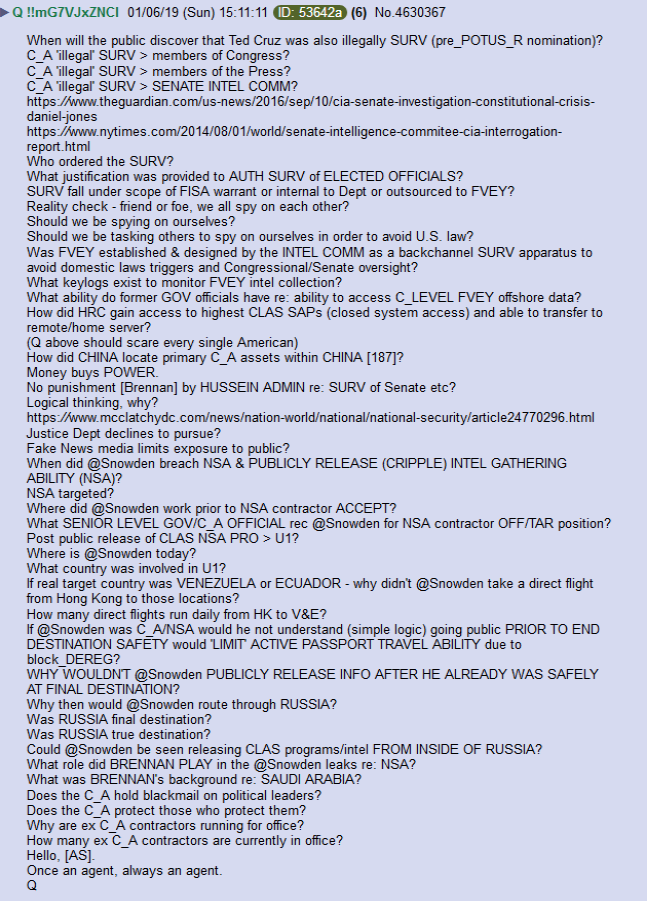 ▶ Q !!mG7VJxZNCI 01/06/19 (Sun) 15:11:11 ID: 53642a (6) No.4630367
When will the public discover that Ted Cruz was also illegally SURV (pre_POTUS_R nomination)?
C_A 'illegal' SURV > members of Congress?
C_A 'illegal' SURV > members of the Press?
C_A 'illegal' SURV > SENATE INTEL COMM?
https://www.theguardian.com/us-news/2016/sep/10/cia-senate-investigation-constitutional-crisis-
daniel-jones
https://www.nytimes.com/2014/08/01/world/senate-intelligence-commitee-cia-interrogation-
report.html
Who ordered the SURV?
What justification was provided to AUTH SURV of ELECTED OFFICIALS?
SURV fall under scope of FISA warrant or internal to Dept or outsourced to FVEY?
Reality check - friend or foe, we all spy on each other?
Should we be spying on ourselves?
Should we be tasking others to spy on ourselves in order to avoid U.S. law?
Was FVEY established & designed by the INTEL COMM as a backchannel SURV apparatus to
avoid domestic laws triggers and Congressional/Senate oversight?
What keylogs exist to monitor FVEY intel collection?
What ability do former GOV officials have re: ability to access C_LEVEL FVEY offshore data?
How did HRC gain access to highest CLAS SAPs (closed system access) and able to transfer to
remote/home server?
(Q above should scare every single American)
How did CHINA locate primary C_A assets within CHINA [187]?
Money buys POWER.
No punishment [Brennan] by HUSSEIN ADMIN re: SURV of Senate etc?
Logical thinking, why?
https://www.mcclatchydc.com/news/nation-world/national/national-security/article24770296.html
Justice Dept declines to pursue?
Fake News media limits exposure to public?
When did @Snowden breach NSA & PUBLICLY RELEASE (CRIPPLE) INTEL GATHERING
ABILITY (NSA)?
NSA targeted?
Where did @Snowden work prior to NSA contractor ACCEPT?
What SENIOR LEVEL GOV/C_A OFFICIAL rec @Snowden for NSA contractor OFF/TAR position?
Post public release of CLAS NSA PRO > U1?
Where is @Snowden today?
What country was involved in U1?
If real target country was VENEZUELA or ECUADOR - why didn't @Snowden take a direct flight
from Hong Kong to those locations?
How many direct flights run daily from HK to V&E?
If @Snowden was C_A/NSA would he not understand (simple logic) going public PRIOR TO END
DESTINATION SAFETY would 'LIMIT' ACTIVE PASSPORT TRAVEL ABILITY due to
block_DEREG?
WHY WOULDN'T @Snowden PUBLICLY RELEASE INFO AFTER HE ALREADY WAS SAFELY
AT FINAL DESTINATION?
Why then would @Snowden route through RUSSIA?
Was RUSSIA final destination?
Was RUSSIA true destination?
Could @Snowden be seen releasing CLAS programs/intel FROM INSIDE OF RUSSIA?
What role did BRENNAN PLAY in the @Snowden leaks re: NSA?
What was BRENNAN's background re: SAUDI ARABIA?
Does the C_A hold blackmail on political leaders?
Does the C_A protect those who protect them?
Why are ex C_A contractors running for office?
How many ex C_A contractors are currently in office?
Hello, [AS].
Once an agent, always an agent.
Q